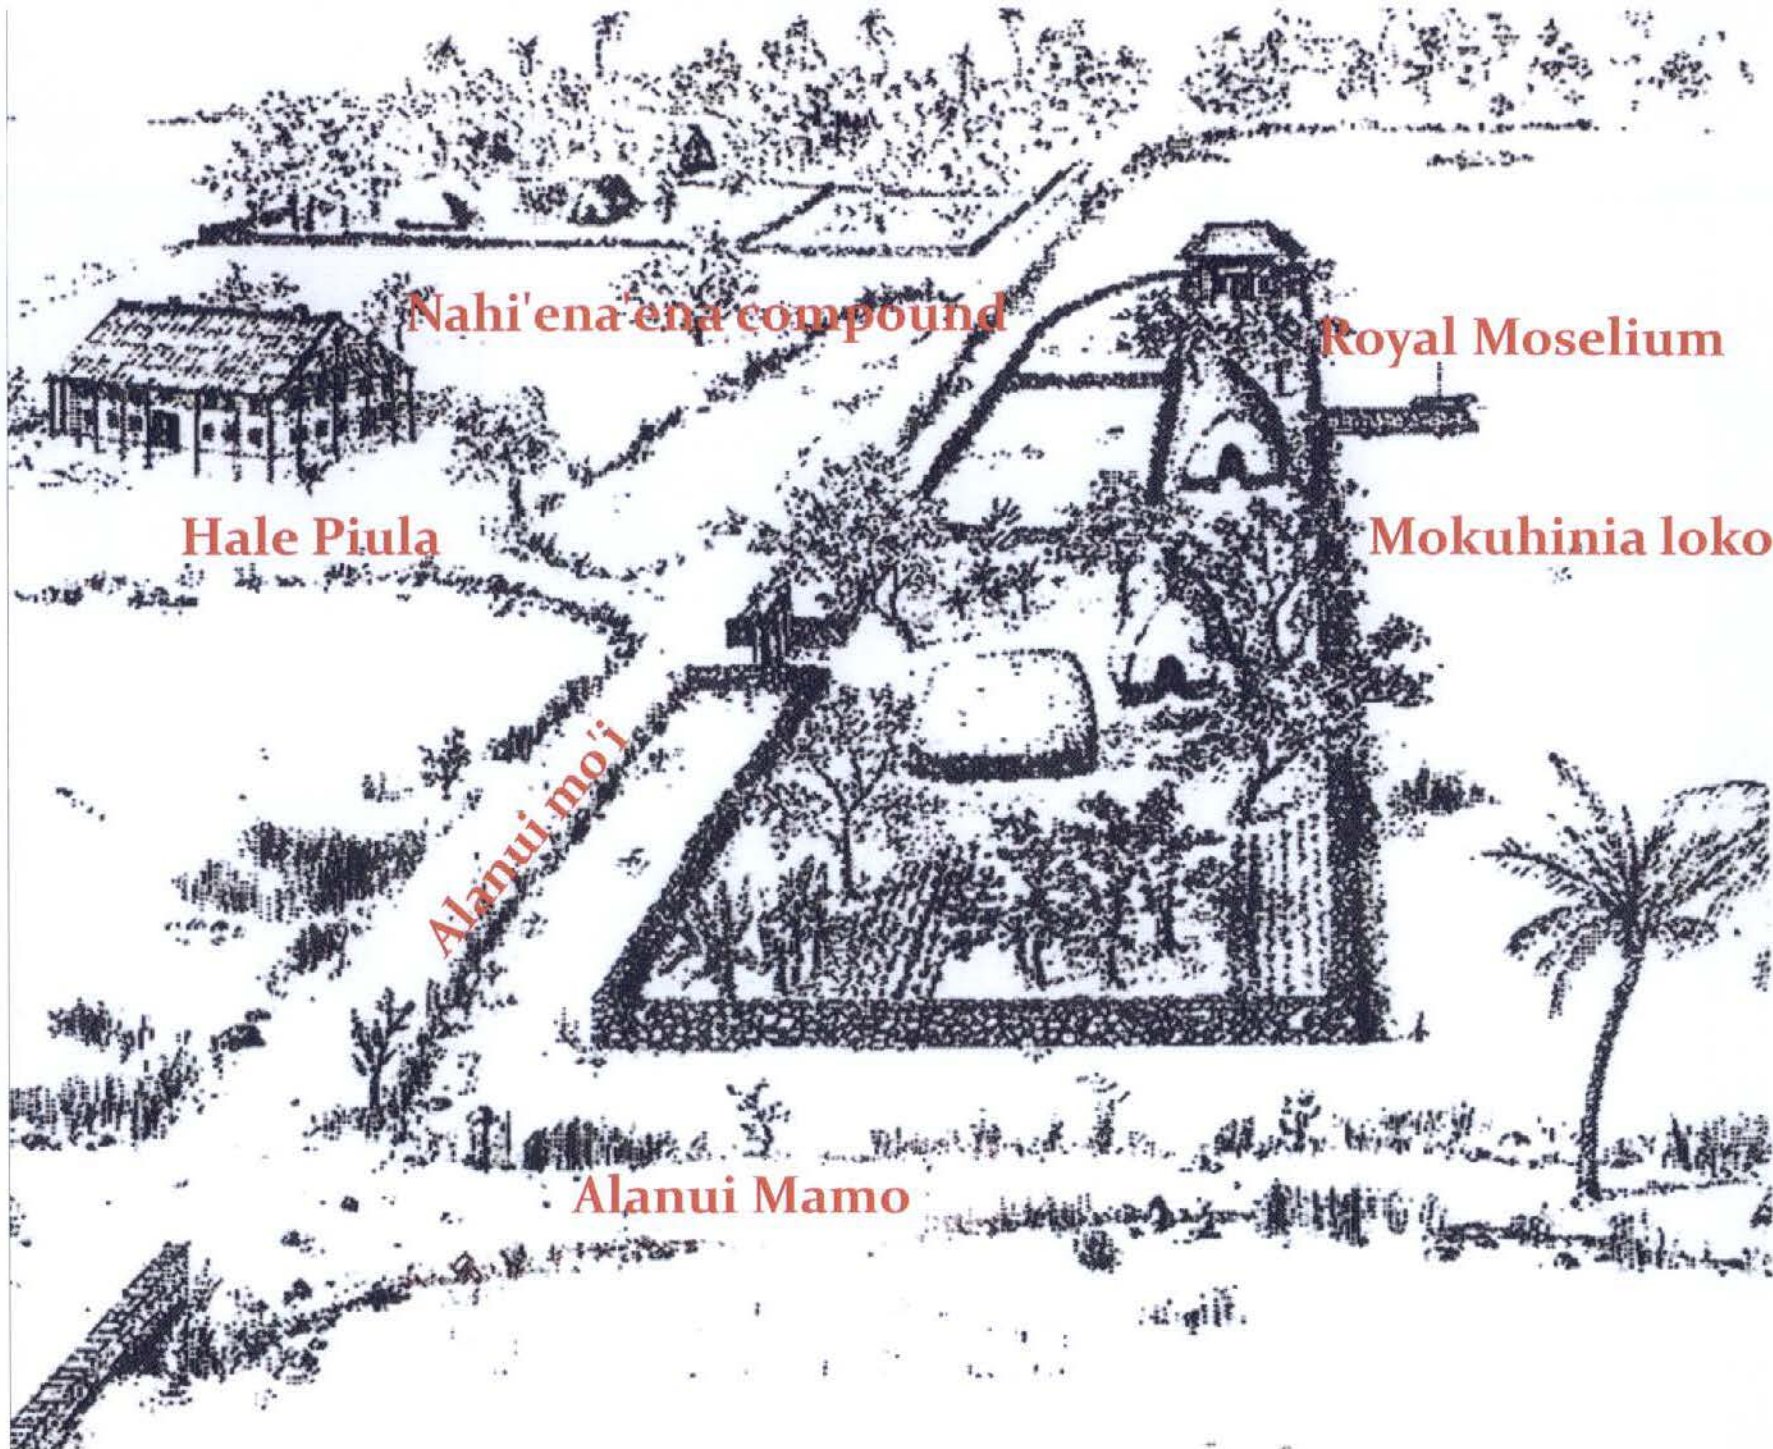 Nahi'ena'ena compound
Royal Moselium
Hale Piula
Mokuhinia loko
Alanui mo'i
Alanui Mamo